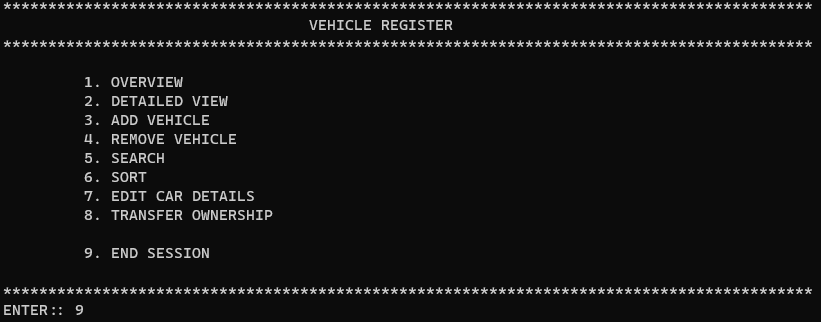 ******************************************************************************************
VEHICLE REGISTER
******************************************************************************************
1. OVERVIEW
2. DETAILED VIEW
3. ADD VEHICLE
4. REMOVE VEHICLE
5. SEARCH
6. SORT
7. EDIT CAR DETAILS
8. TRANSFER OWNERSHIP
9. END SESSION
******************************************************************************************
ENTER:: 9